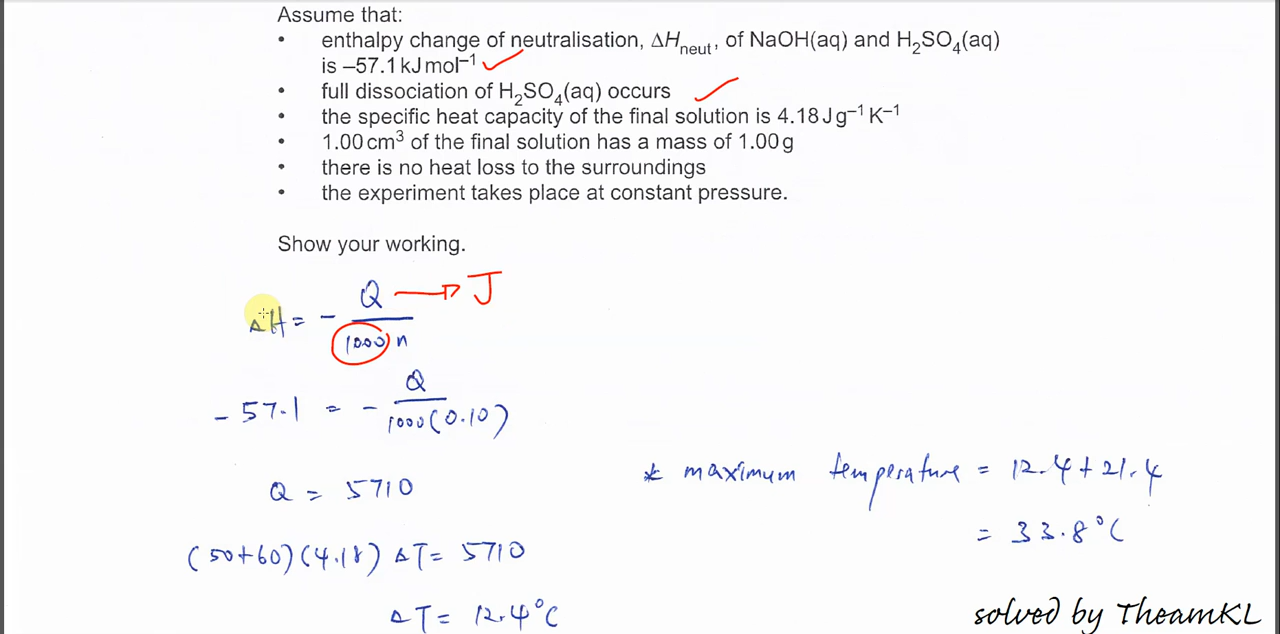 Assume that:
• enthalpy change of neutralisation, ΔH_neut, of NaOH(aq) and H₂SO₄(aq)
is –57.1 kJ mol⁻¹
• full dissociation of H₂SO₄(aq) occurs
• the specific heat capacity of the final solution is 4.18 J g⁻¹ K⁻¹
• 1.00 cm³ of the final solution has a mass of 1.00 g
• there is no heat loss to the surroundings
• the experiment takes place at constant pressure.
Show your working.
ΔH = - Q / 1000 n → J
-57.1 = - Q / 1000(0.10)
Q = 5710
(50+60)(4.18) ΔT = 5710
ΔT = 12.4°C
* maximum temperature = 12.4 + 21.4
= 33.8°C
solved by TheamKL